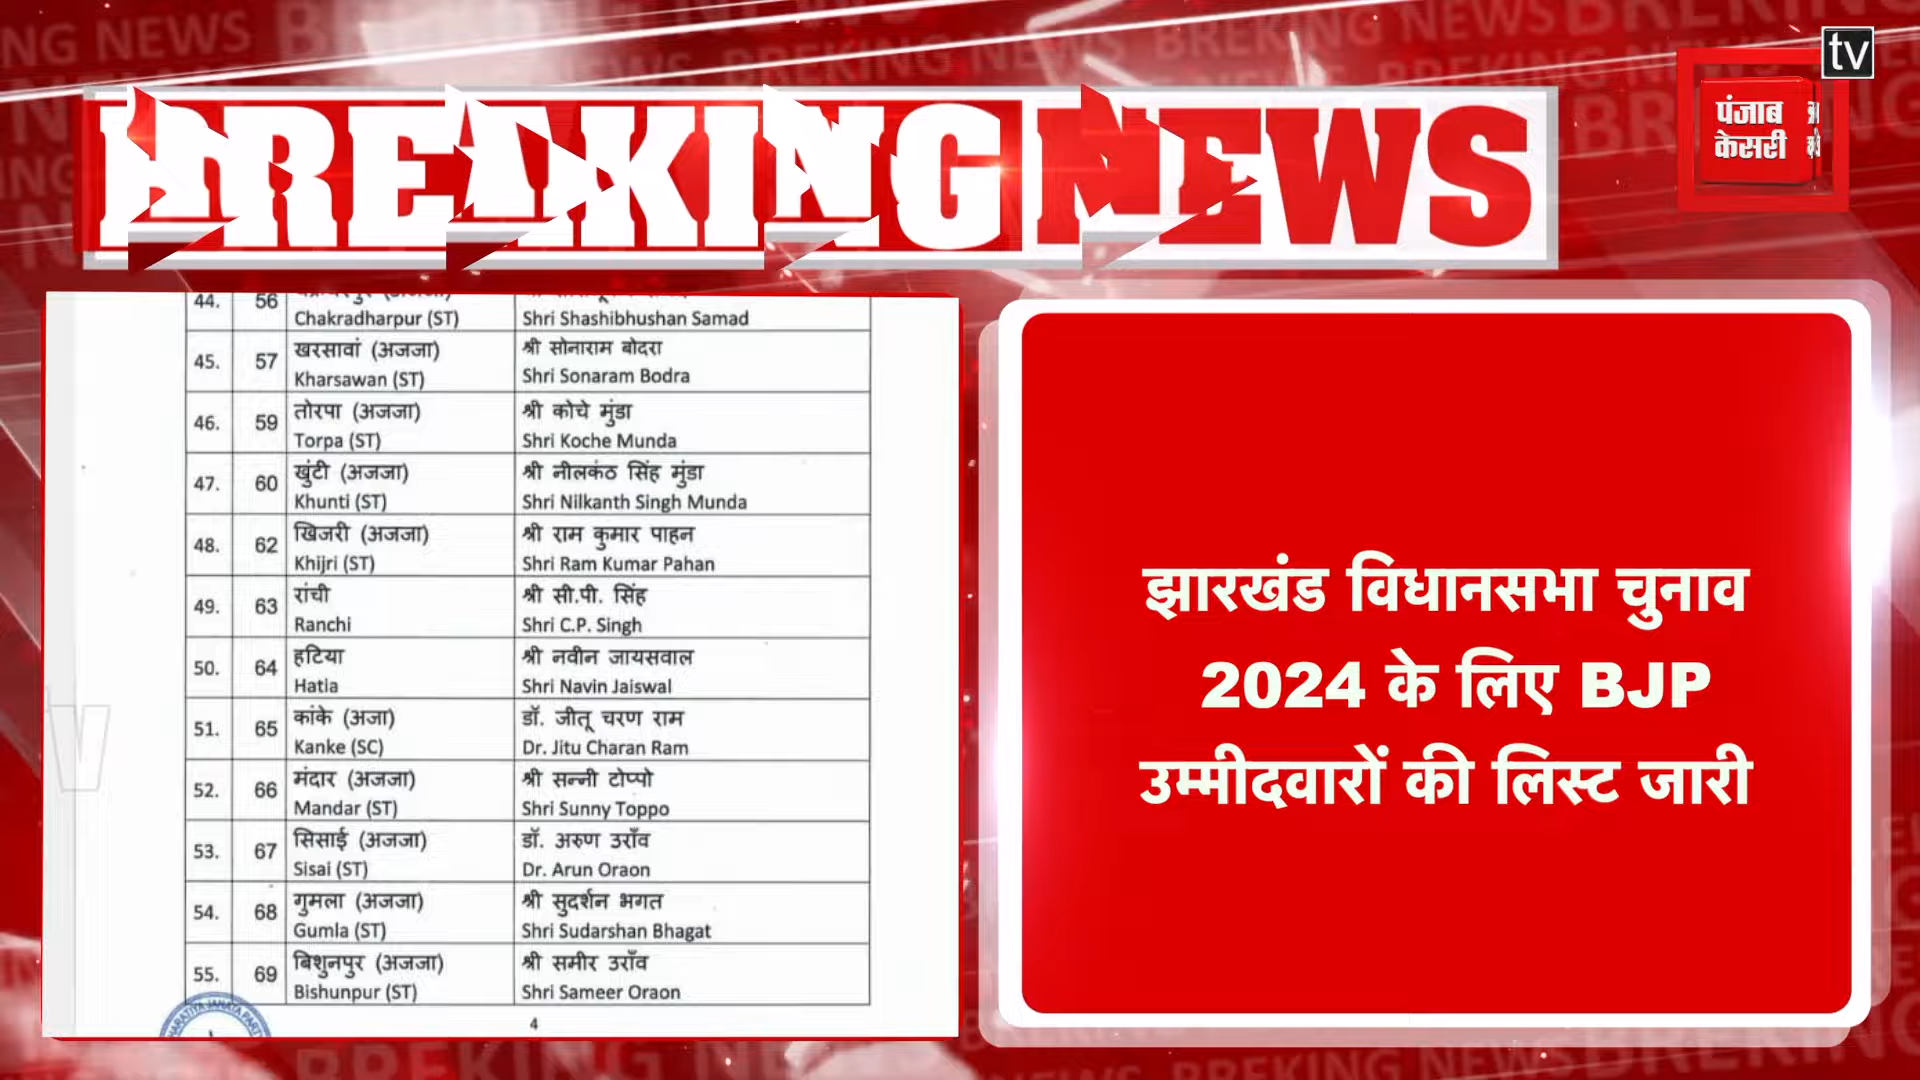 BREAKING NEWS
tv
पंजाब
केसरी
44. 56
Chakradharpur (ST) Shri Shashibhushan Samad
45. 57 खरसावां (अजजा) श्री सोनाराम बोदरा
Kharsawan (ST) Shri Sonaram Bodra
46. 59 तोरपा (अजजा) श्री कोचे मुंडा
Torpa (ST) Shri Koche Munda
47. 60 खुंटी (अजजा) श्री नीलकंठ सिंह मुंडा
Khunti (ST) Shri Nilkanth Singh Munda
48. 62 खिजरी (अजजा) श्री राम कुमार पाहन
Khijri (ST) Shri Ram Kumar Pahan
49. 63 रांची श्री सी.पी. सिंह
Ranchi Shri C.P. Singh
50. 64 हटिया श्री नवीन जायसवाल
Hatia Shri Navin Jaiswal
51. 65 कांके (अजा) डॉ. जीतू चरण राम
Kanke (SC) Dr. Jitu Charan Ram
52. 66 मंदार (अजजा) श्री सन्नी टोप्पो
Mandar (ST) Shri Sunny Toppo
53. 67 सिसाई (अजजा) डॉ. अरुण उराँव
Sisai (ST) Dr. Arun Oraon
54. 68 गुमला (अजजा) श्री सुदर्शन भगत
Gumla (ST) Shri Sudarshan Bhagat
55. 69 बिशुनपुर (अजजा) श्री समीर उराँव
Bishunpur (ST) Shri Sameer Oraon
4
झारखंड विधानसभा चुनाव
2024 के लिए BJP
उम्मीदवारों की लिस्ट जारी